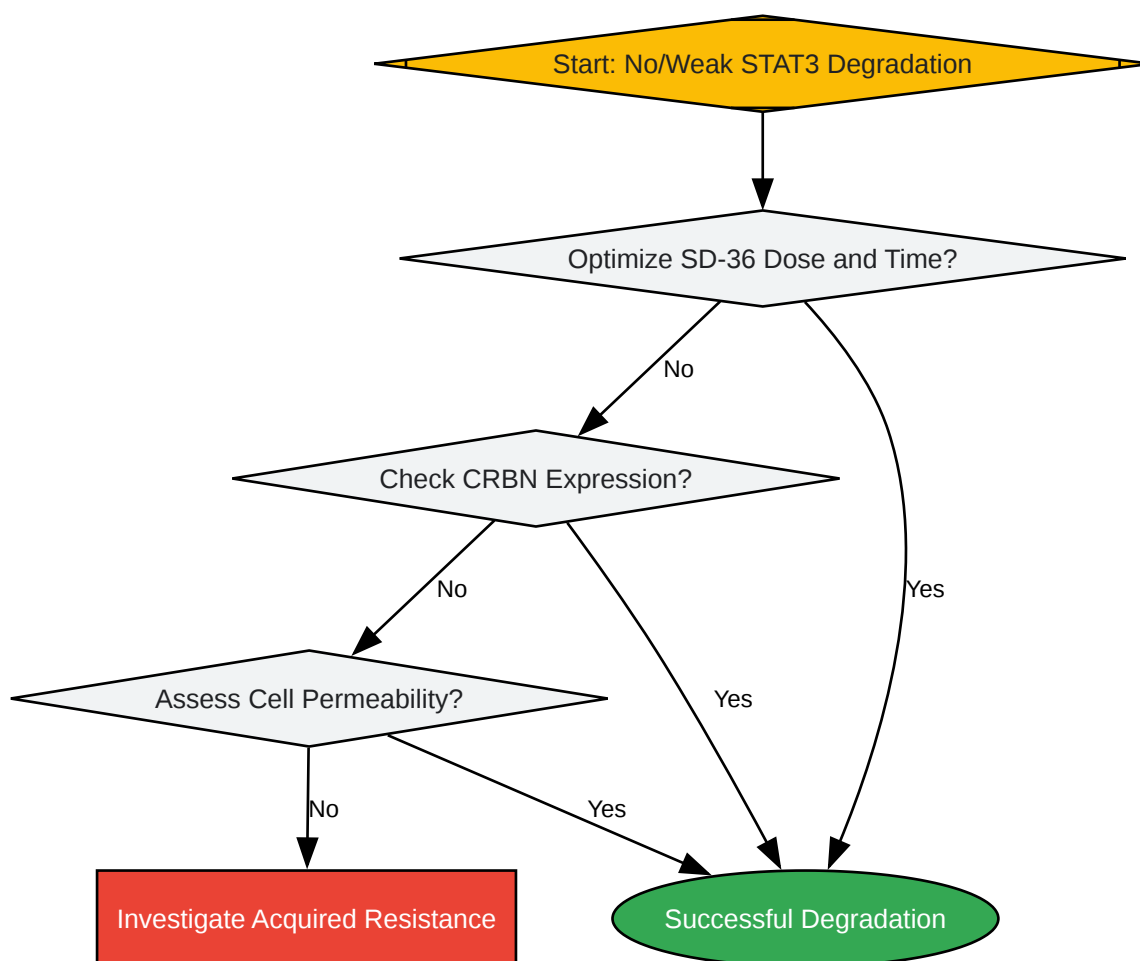 Start: No/Weak STAT3 Degradation
Optimize SD-36 Dose and Time?
No
Check CRBN Expression?
No
Yes
Assess Cell Permeability?
Yes
No
Yes
Investigate Acquired Resistance
Successful Degradation